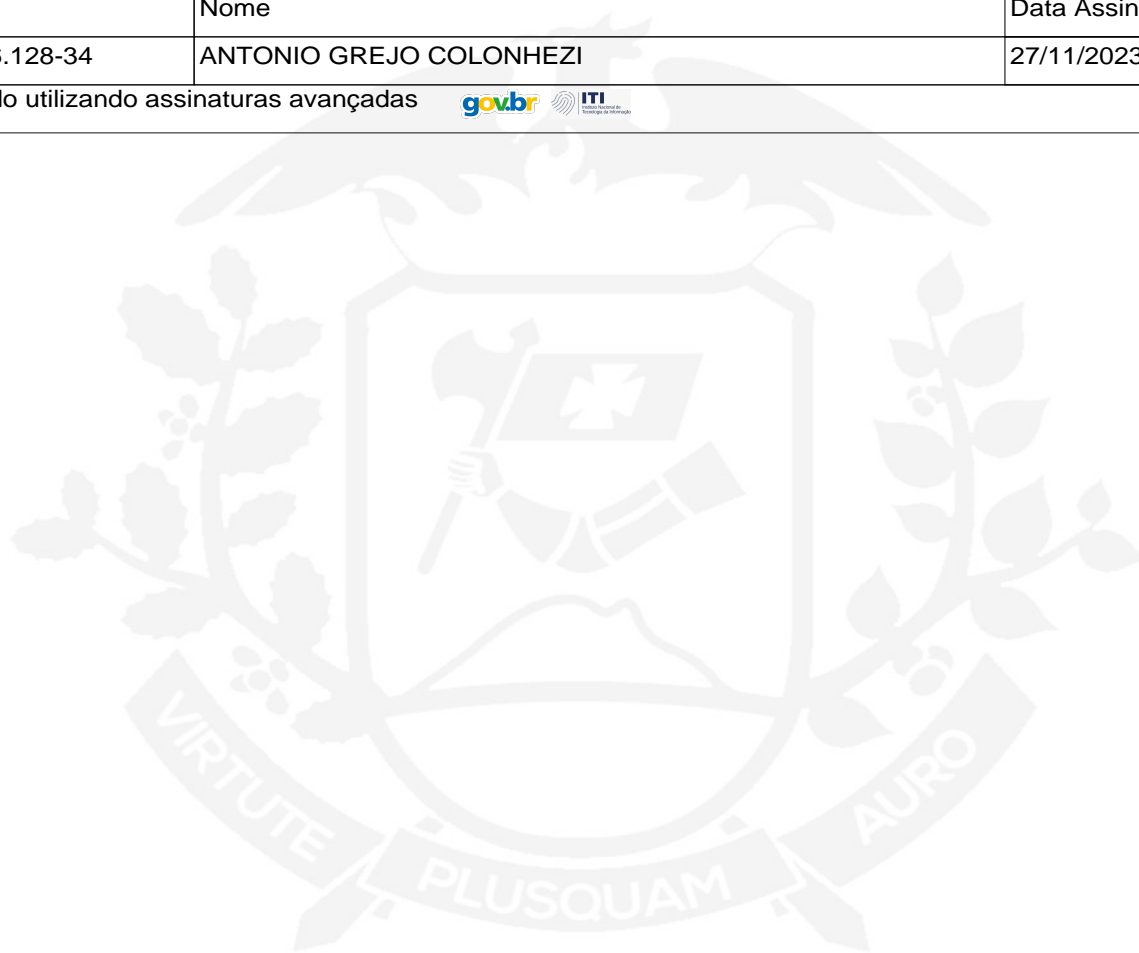 Nome Data Assin
.128-34 ANTONIO GREJO COLONHEZI 27/11/2023
do utilizando assinaturas avançadas gov.br ITI
VIRTUTE PLUSQUAM AURO